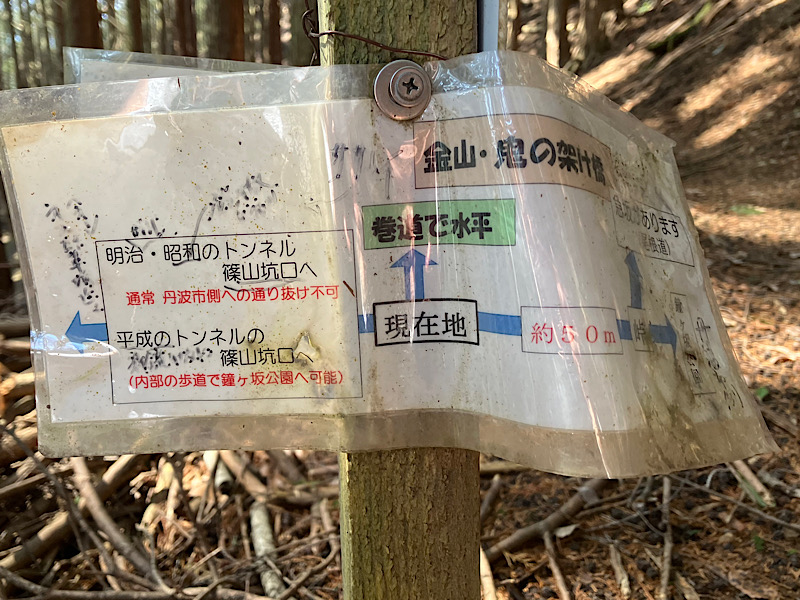 金山・鬼の架け橋
巻道で水平
あります
根道）
明治・昭和のトンネル
篠山坑口へ
通常 丹波市側への通り抜け不可
現在地
約50m
峠
平成のトンネルの
篠山坑口へ
（内部の歩道で鐘ヶ坂公園へ可能）